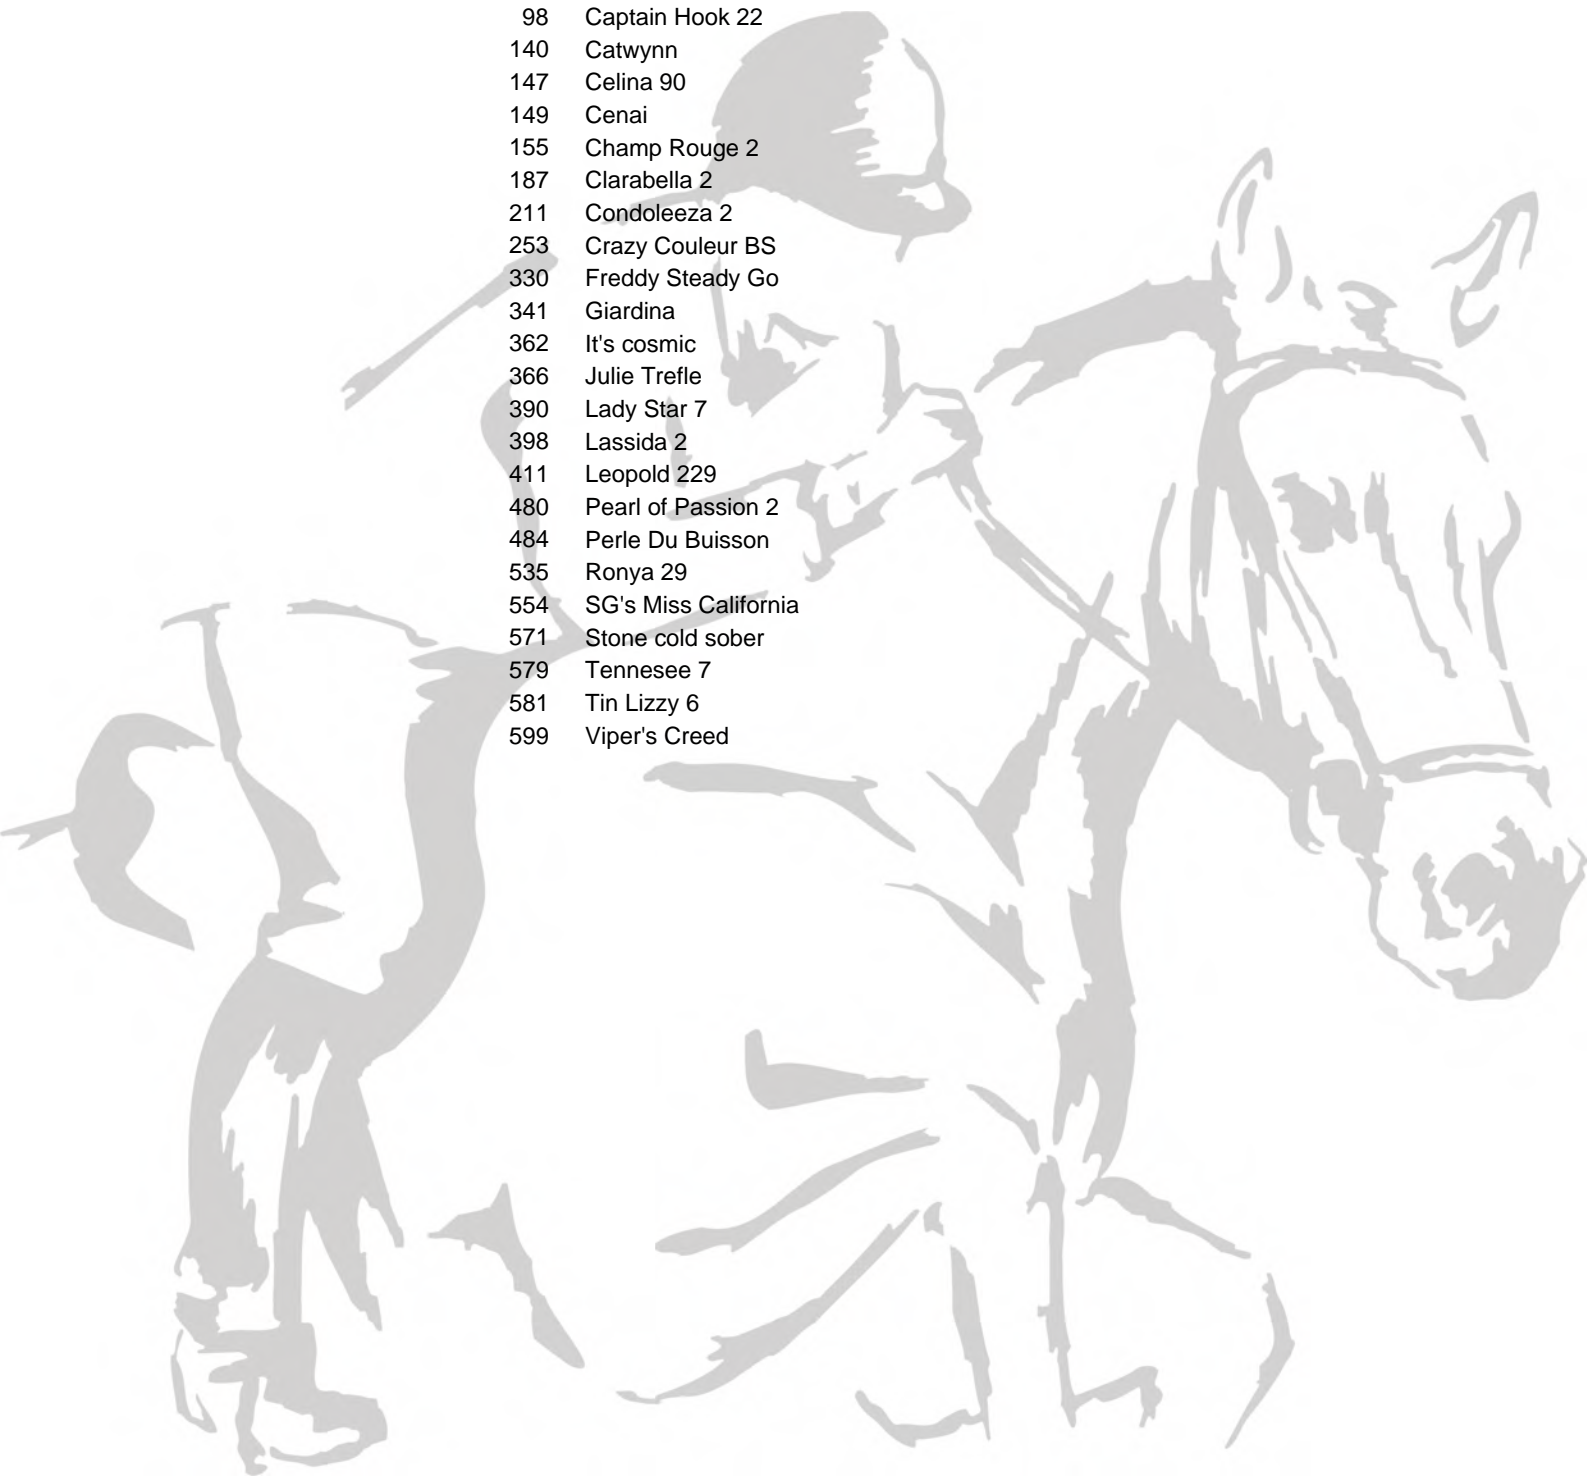 98 Captain Hook 22
140 Catwynn
147 Celina 90
149 Cenai
155 Champ Rouge 2
187 Clarabella 2
211 Condoleeza 2
253 Crazy Couleur BS
330 Freddy Steady Go
341 Giardina
362 It's cosmic
366 Julie Trefle
390 Lady Star 7
398 Lassida 2
411 Leopold 229
480 Pearl of Passion 2
484 Perle Du Buisson
535 Ronya 29
554 SG's Miss California
571 Stone cold sober
579 Tennesee 7
581 Tin Lizzy 6
599 Viper's Creed